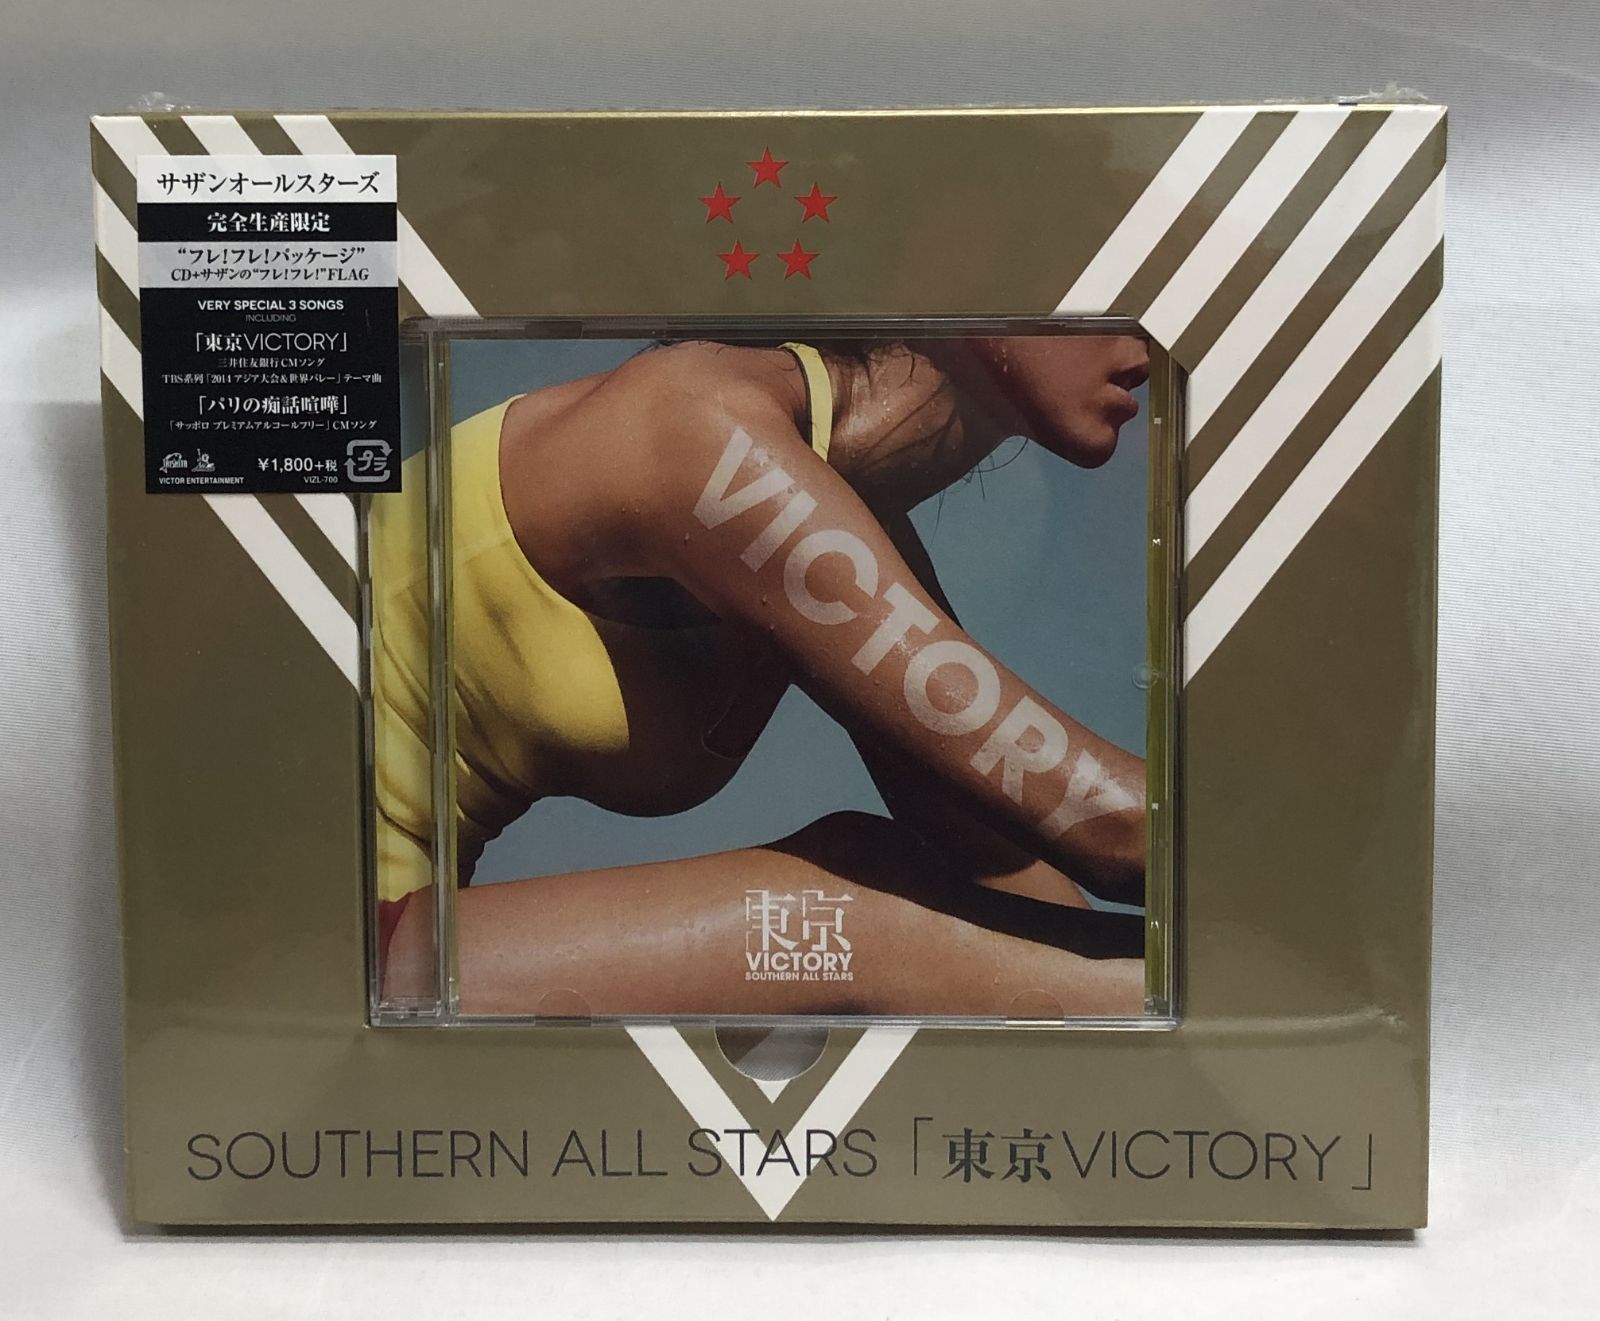 サザンオールスターズ
完全生産限定
“フレ!フレ!パッケージ”
CD+サザンの“フレ!フレ!”FLAG
VERY SPECIAL 3 SONGS
INCLUDING
「東京VICTORY」
三井住友銀行CMソング
TBS系列「2014アジア大会&世界バレー」テーマ曲
「パリの痴話喧嘩」
「サッポロ プレミアムアルコールフリー」CMソング
TAISHITA
VICTOR ENTERTAINMENT
¥1,800+税
VIZL-700
プラ
VICTORY
東京
VICTORY
SOUTHERN ALL STARS
SOUTHERN ALL STARS「東京VICTORY」